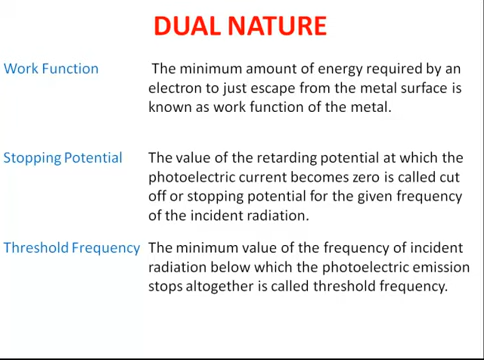 DUAL NATURE
Work Function The minimum amount of energy required by an
electron to just escape from the metal surface is
known as work function of the metal.
Stopping Potential The value of the retarding potential at which the
photoelectric current becomes zero is called cut
off or stopping potential for the given frequency
of the incident radiation.
Threshold Frequency The minimum value of the frequency of incident
radiation below which the photoelectric emission
stops altogether is called threshold frequency.